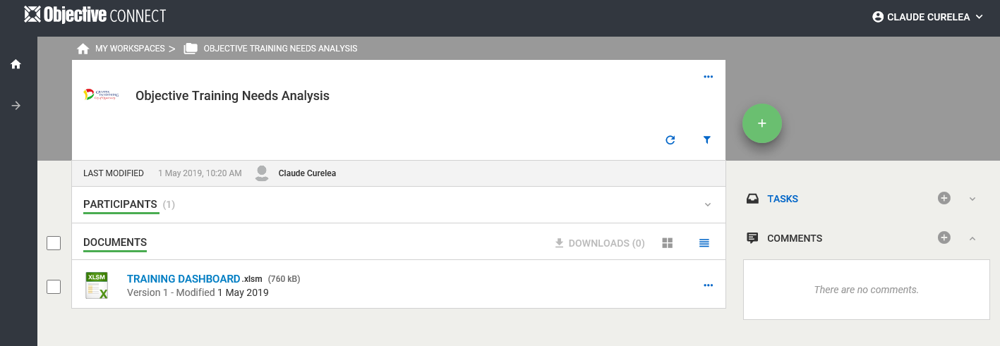 Objective CONNECT
CLAUDE CURELEA
MY WORKSPACES > OBJECTIVE TRAINING NEEDS ANALYSIS
Objective Training Needs Analysis
LAST MODIFIED 1 May 2019, 10:20 AM Claude Curelea
PARTICIPANTS (1)
DOCUMENTS
DOWNLOADS (0)
XLSM
TRAINING DASHBOARD.xlsm (760 kB)
Version 1 - Modified 1 May 2019
TASKS
COMMENTS
There are no comments.